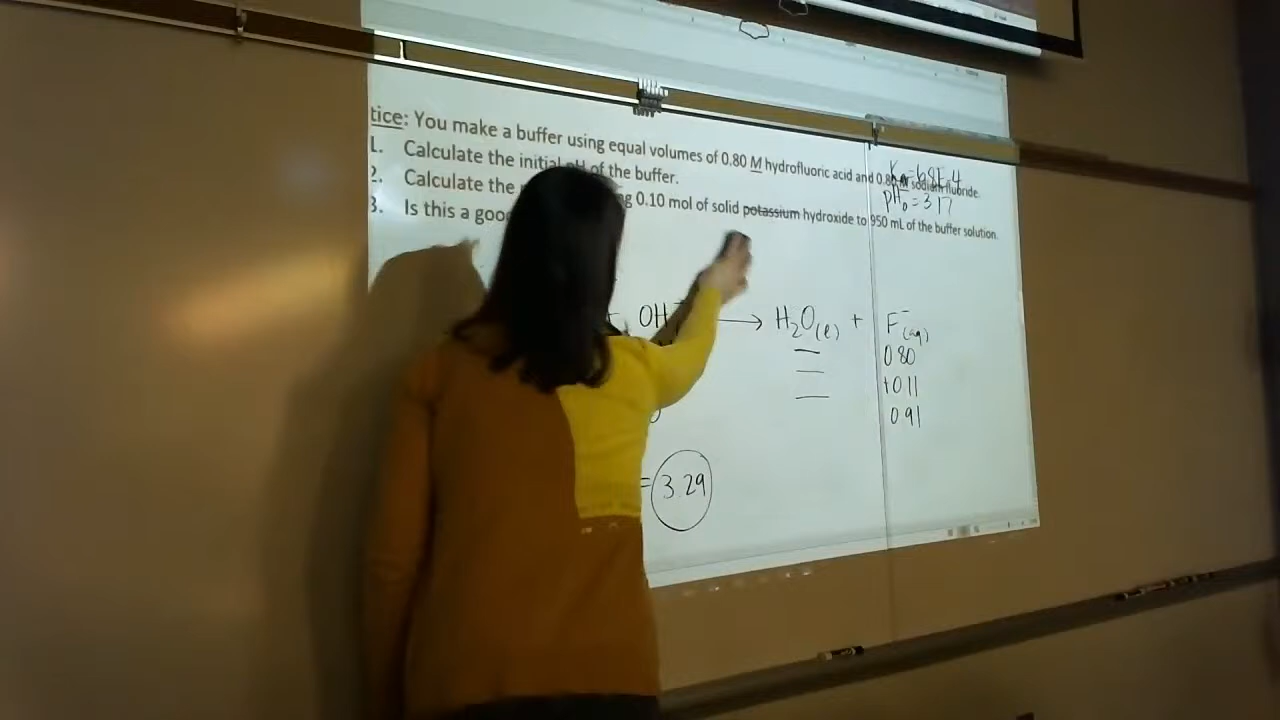 tice: You make a buffer using equal volumes of 0.80 M hydrofluoric acid and 0.80 M sodium fluoride.
1. Calculate the initial pH of the buffer.
2. Calculate the 0.10 mol of solid potassium hydroxide to 950 mL of the buffer solution.
3. Is this a good
Ka=6.8E-4
pH₀=3.17
+ OH⁻ → H₂O(l) + F⁻(aq)
0.80
+0.11
0.91
= 3.29